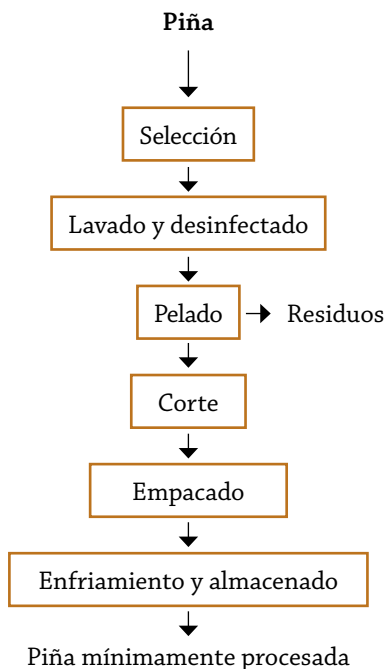 Piña
Selección
Lavado y desinfectado
Pelado
Residuos
Corte
Empacado
Enfriamiento y almacenado
Piña mínimamente procesada